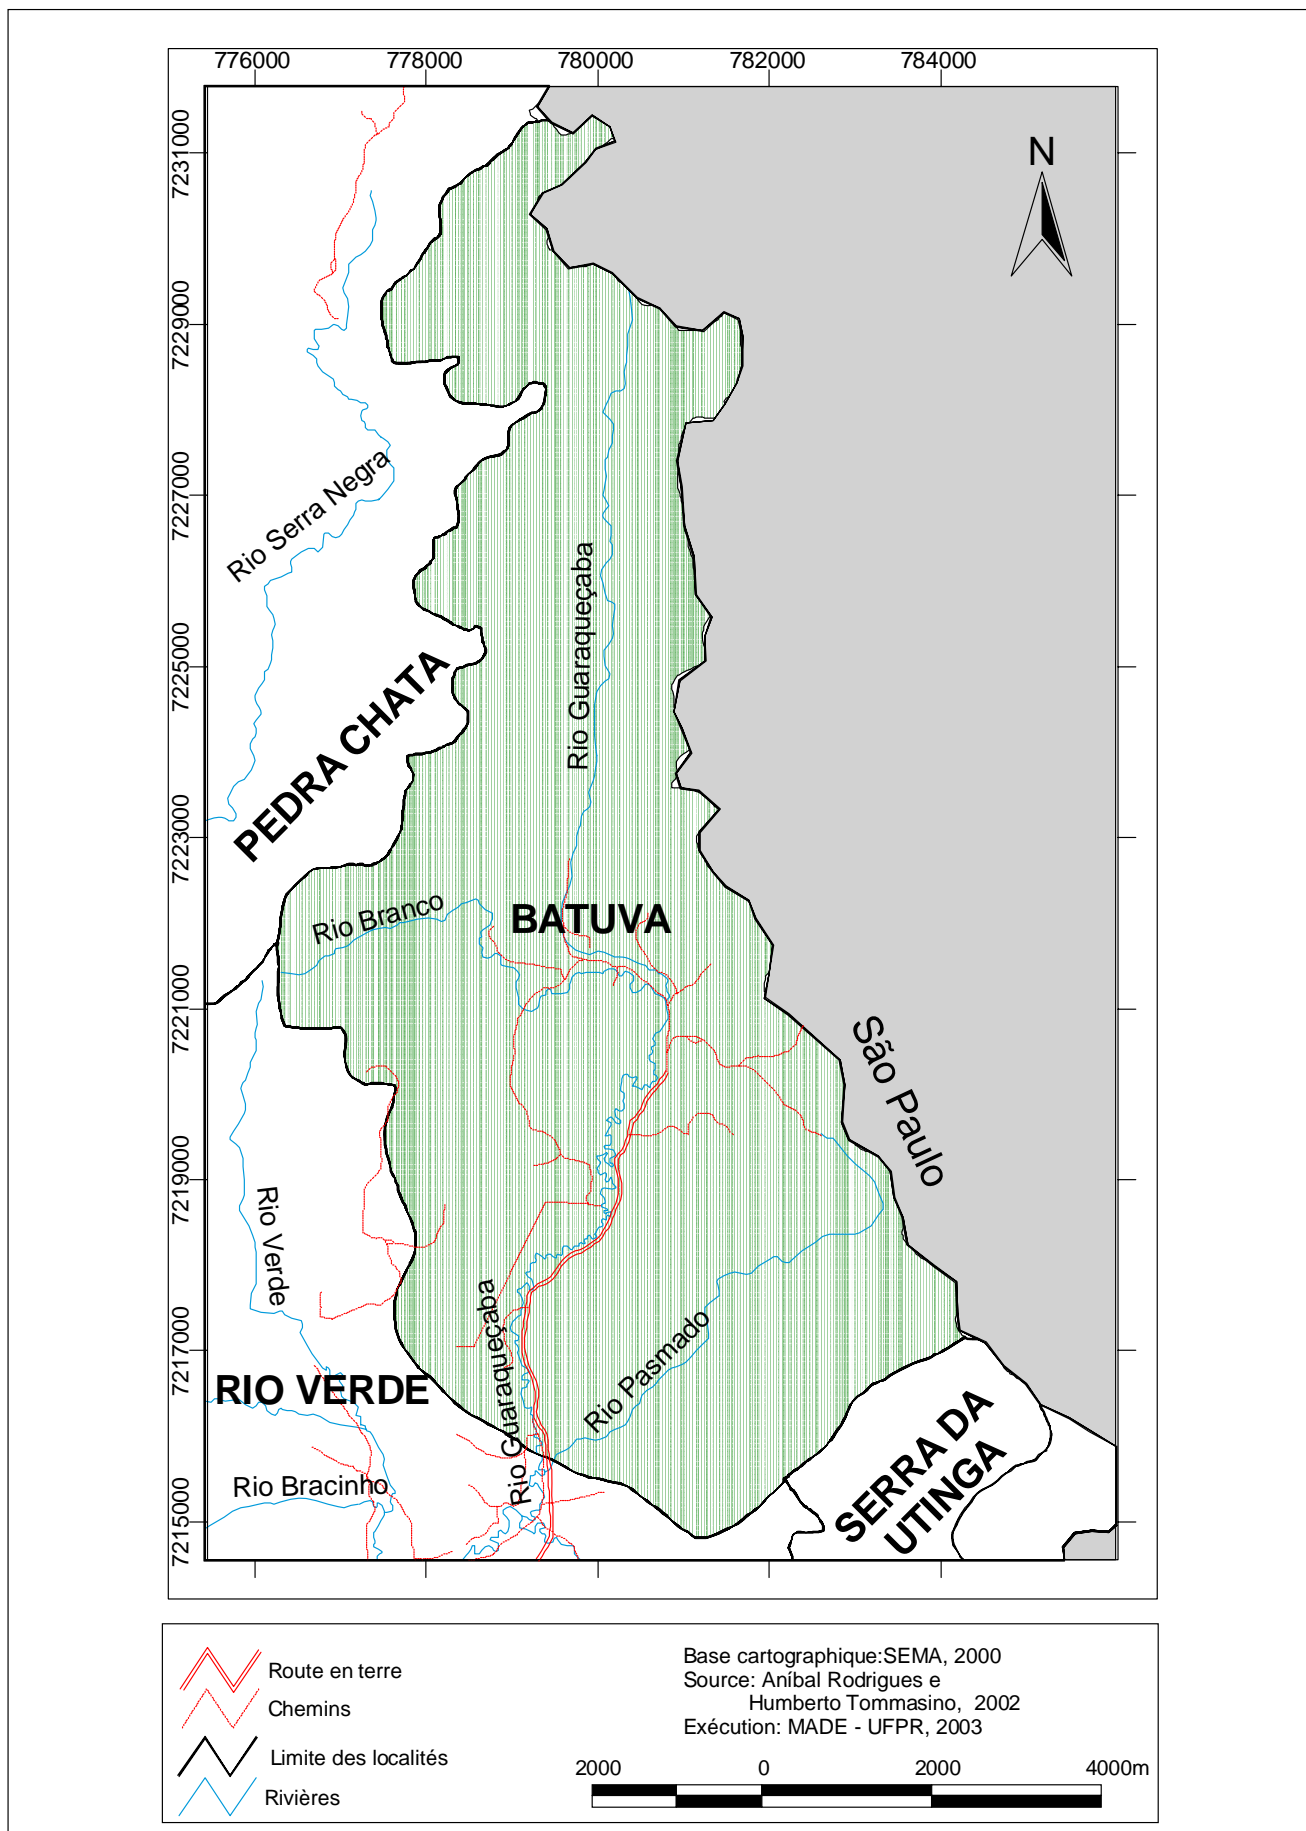 776000 778000 780000 782000 784000
7231000
7229000
7227000
7225000
7223000
7221000
7219000
7217000
7215000
N
Rio Serra Negra
Rio Guaraqueçaba
PEDRA CHATA
Rio Branco
BATUVA
São Paulo
Rio Verde
Rio Guaraqueçaba
Rio Pasmado
RIO VERDE
Rio Bracinho
SERRA DA
UTINGA
Route en terre
Chemins
Limite des localités
Rivières
Base cartographique:SEMA, 2000
Source: Aníbal Rodrigues e
Humberto Tommasino, 2002
Exécution: MADE - UFPR, 2003
2000 0 2000 4000m